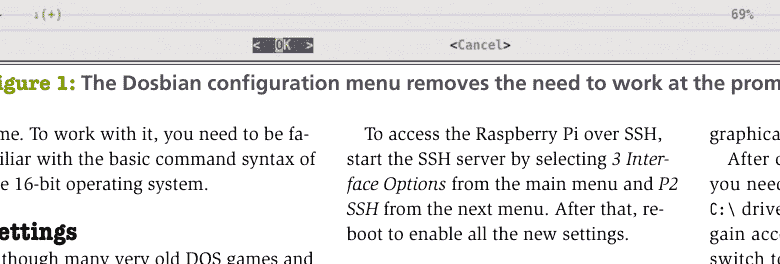 ↓(+) 69%
< OK > <Cancel>
igure 1: The Dosbian configuration menu removes the need to work at the prom
me. To work with it, you need to be fa-
iliar with the basic command syntax of
e 16-bit operating system.
ettings
though many very old DOS games and
To access the Raspberry Pi over SSH,
start the SSH server by selecting 3 Inter-
face Options from the main menu and P2
SSH from the next menu. After that, re-
boot to enable all the new settings.
graphica
After
you need
C:\ drive
gain acc
switch to